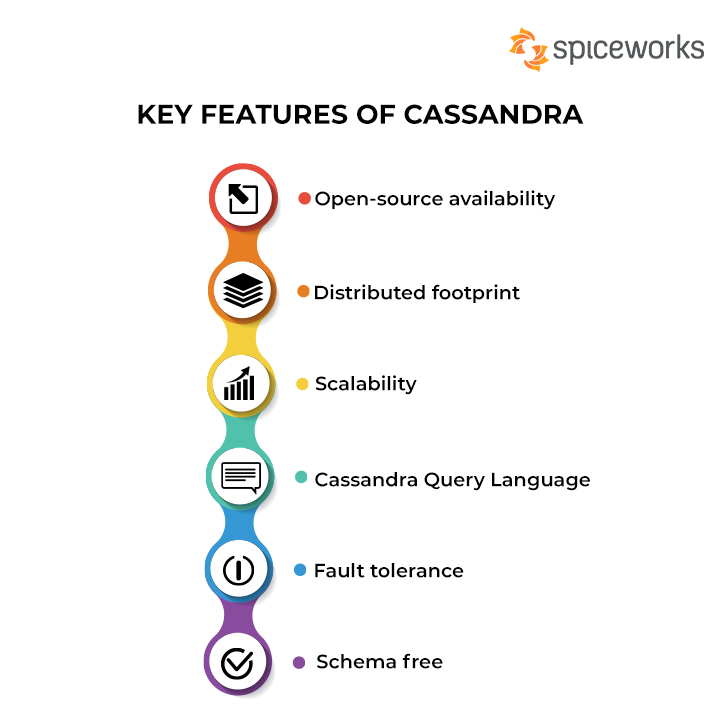 spiceworks
KEY FEATURES OF CASSANDRA
Open-source availability
Distributed footprint
Scalability
Cassandra Query Language
Fault tolerance
Schema free